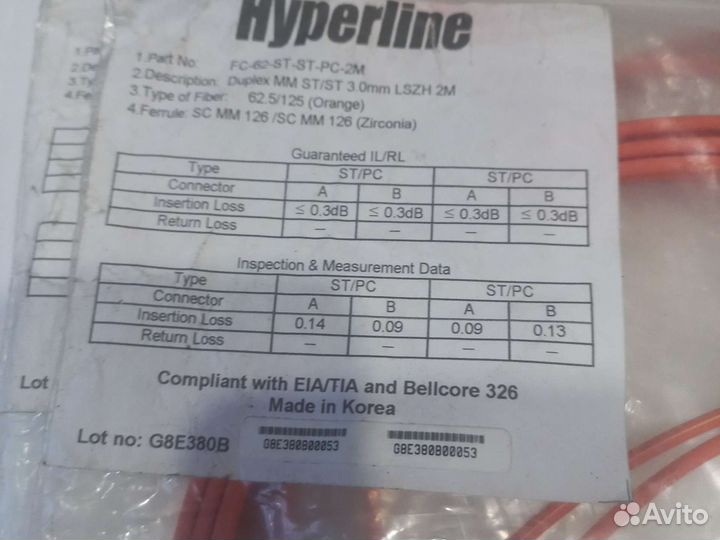 Hyperline
1.Part No: FC-62-ST-ST-PC-2M
2.Description: Duplex MM ST/ST 3.0mm LSZH 2M
3.Type of Fiber: 62.5/125 (Orange)
4.Ferrule: SC MM 126 /SC MM 126 (Zirconia)
Guaranteed IL/RL
Type ST/PC ST/PC
Connector A B A B
Insertion Loss ≤ 0.3dB ≤ 0.3dB ≤ 0.3dB ≤ 0.3dB
Return Loss — — — —
Inspection & Measurement Data
Type ST/PC ST/PC
Connector A B A B
Insertion Loss 0.14 0.09 0.09 0.13
Return Loss — — — —
Compliant with EIA/TIA and Bellcore 326
Made in Korea
Lot no: G8E380B G8E380B00053 G8E380B00053
Lot
Avito